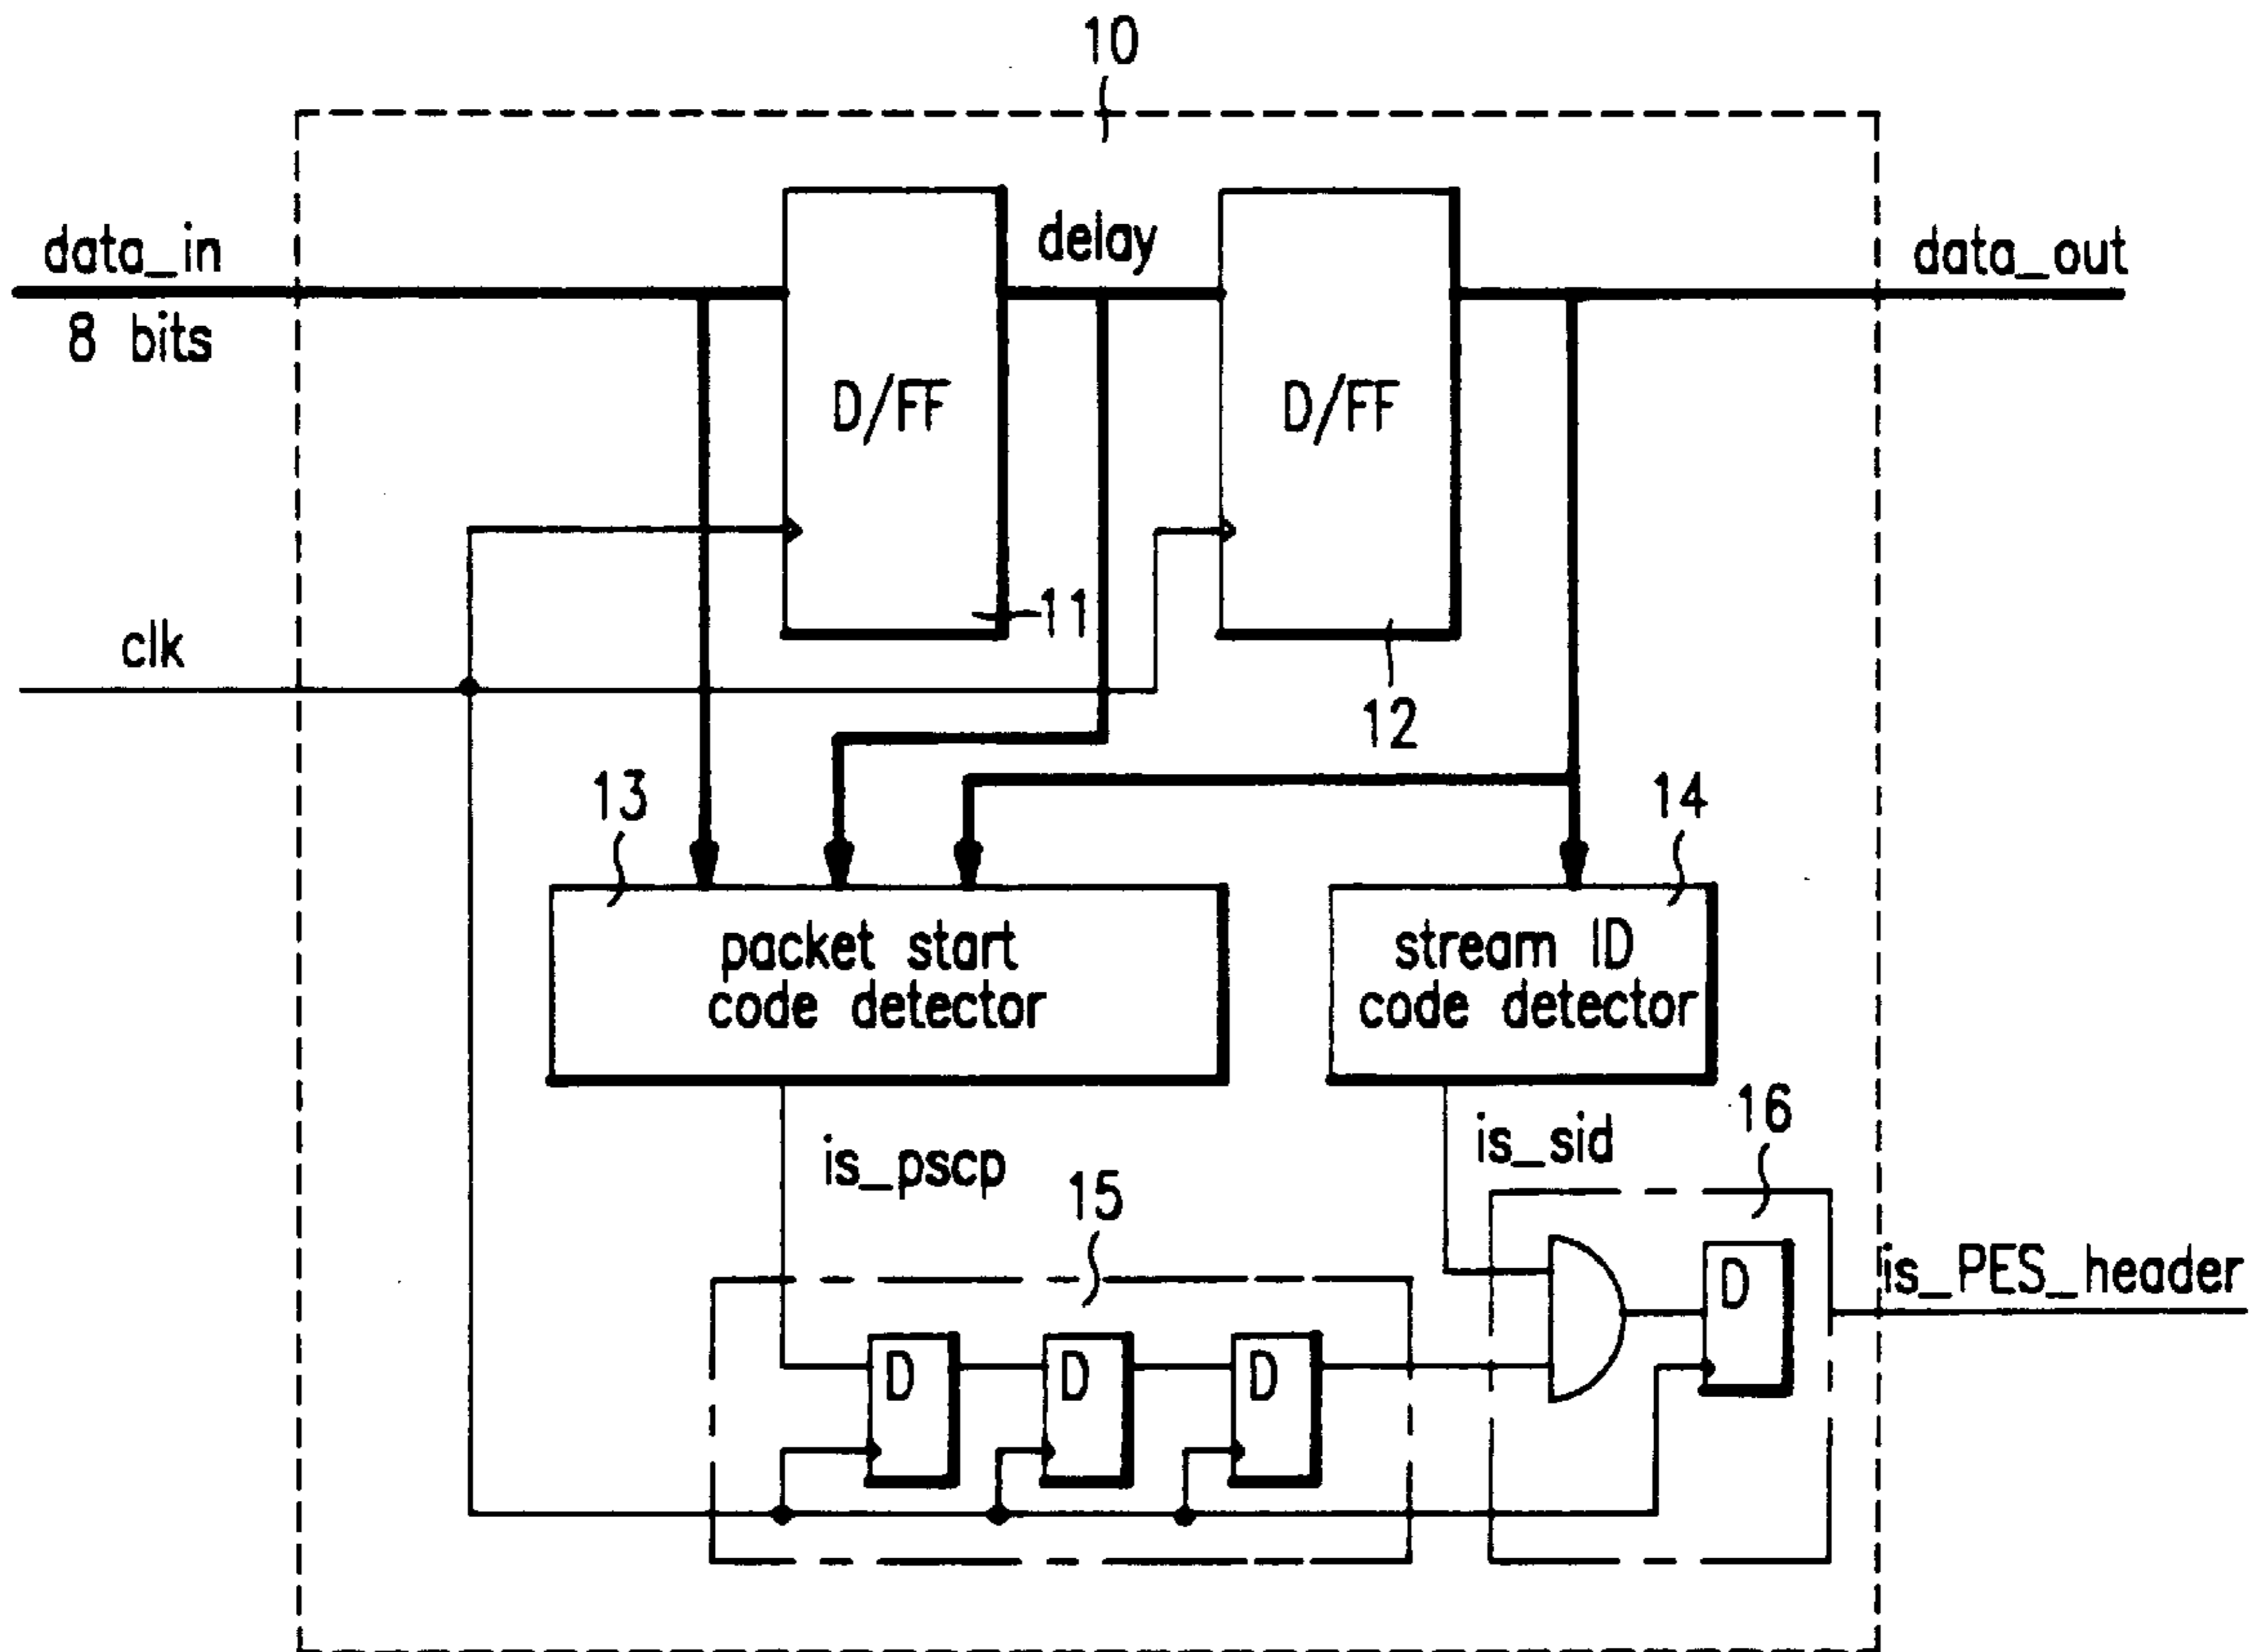 10
data_in
8 bits
delay
data_out
D/FF
D/FF
11
12
clk
13
14
packet start
code detector
stream ID
code detector
is_pscp
is_sid
15
16
D
D
D
D
is_PES_header